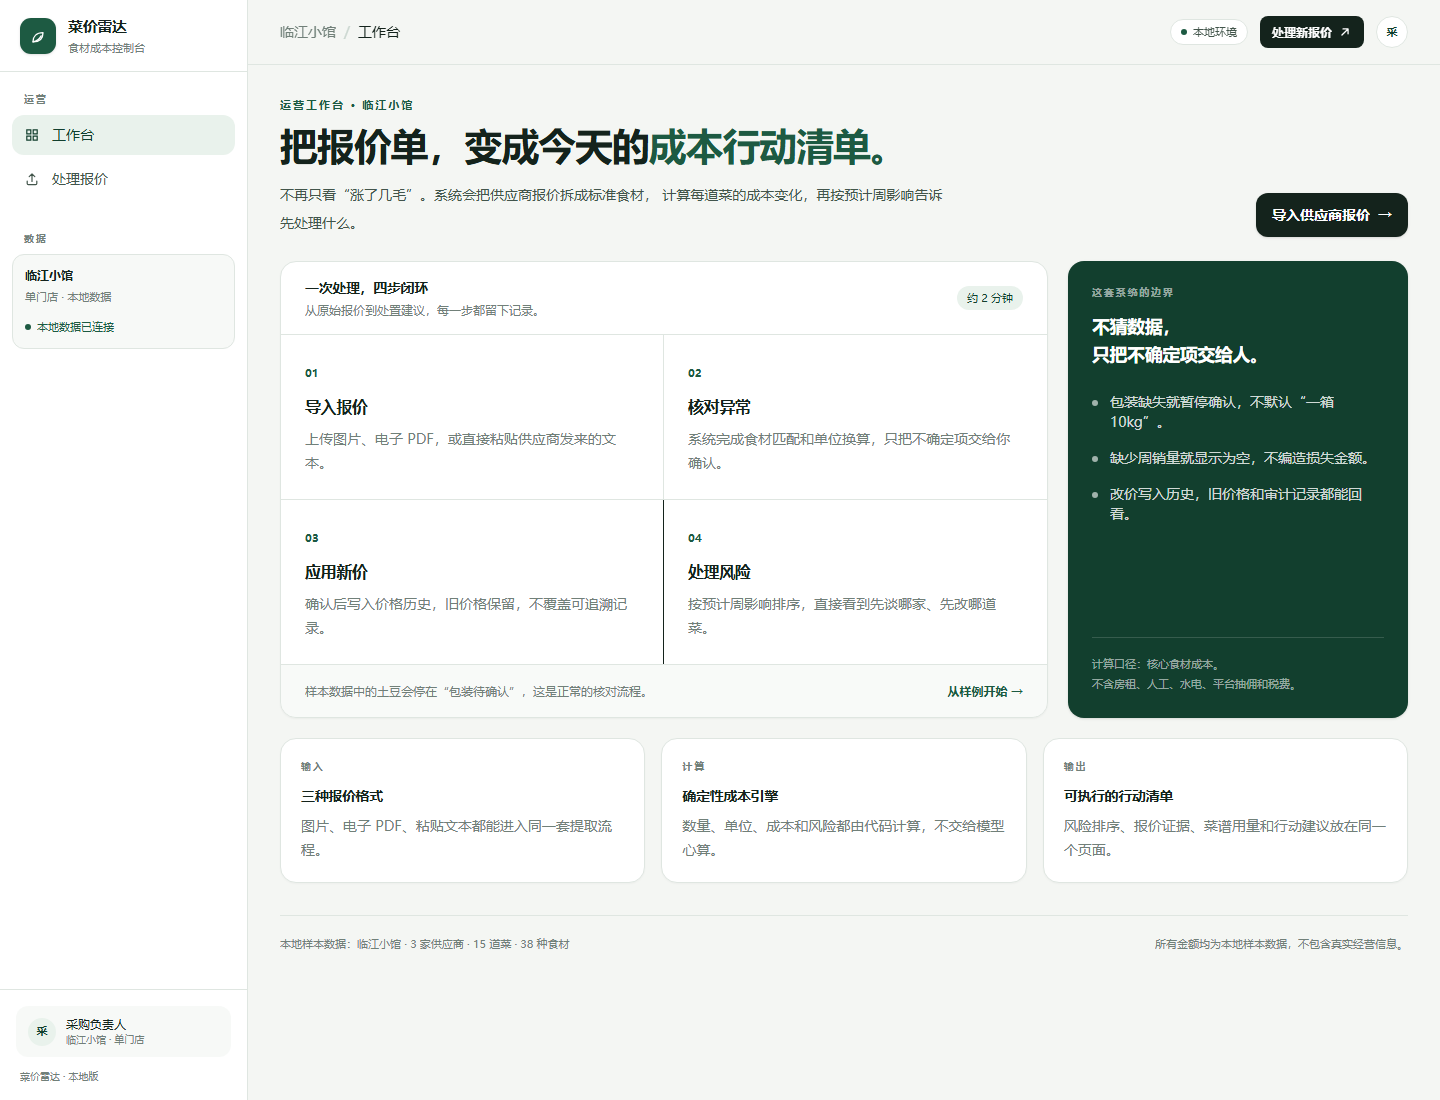 菜价雷达
食材成本控制台
运营
工作台
处理报价
数据
临江小馆
单门店 · 本地数据
本地数据已连接
采
采购负责人
临江小馆 · 单门店
菜价雷达 · 本地版
临江小馆 / 工作台
本地环境
处理新报价 ↗
采
运营工作台 • 临江小馆
把报价单，变成今天的成本行动清单。
不再只看“涨了几毛”。系统会把供应商报价拆成标准食材， 计算每道菜的成本变化，再按预计周影响告诉
先处理什么。
导入供应商报价 →
一次处理，四步闭环
从原始报价到处置建议，每一步都留下记录。
约 2 分钟
01
导入报价
上传图片、电子 PDF，或直接粘贴供应商发来的文
本。
02
核对异常
系统完成食材匹配和单位换算，只把不确定项交给你
确认。
03
应用新价
确认后写入价格历史，旧价格保留，不覆盖可追溯记
录。
04
处理风险
按预计周影响排序，直接看到先谈哪家、先改哪道
菜。
样本数据中的土豆会停在“包装待确认”，这是正常的核对流程。
从样例开始 →
这套系统的边界
不猜数据，
只把不确定项交给人。
包装缺失就暂停确认，不默认“一箱
10kg”。
缺少周销量就显示为空，不编造损失金额。
改价写入历史，旧价格和审计记录都能回
看。
计算口径：核心食材成本。
不含房租、人工、水电、平台抽佣和税费。
输入
三种报价格式
图片、电子 PDF、粘贴文本都能进入同一套提取流
程。
计算
确定性成本引擎
数量、单位、成本和风险都由代码计算，不交给模型
心算。
输出
可执行的行动清单
风险排序、报价证据、菜谱用量和行动建议放在同一
个页面。
本地样本数据：临江小馆 · 3 家供应商 · 15 道菜 · 38 种食材
所有金额均为本地样本数据，不包含真实经营信息。